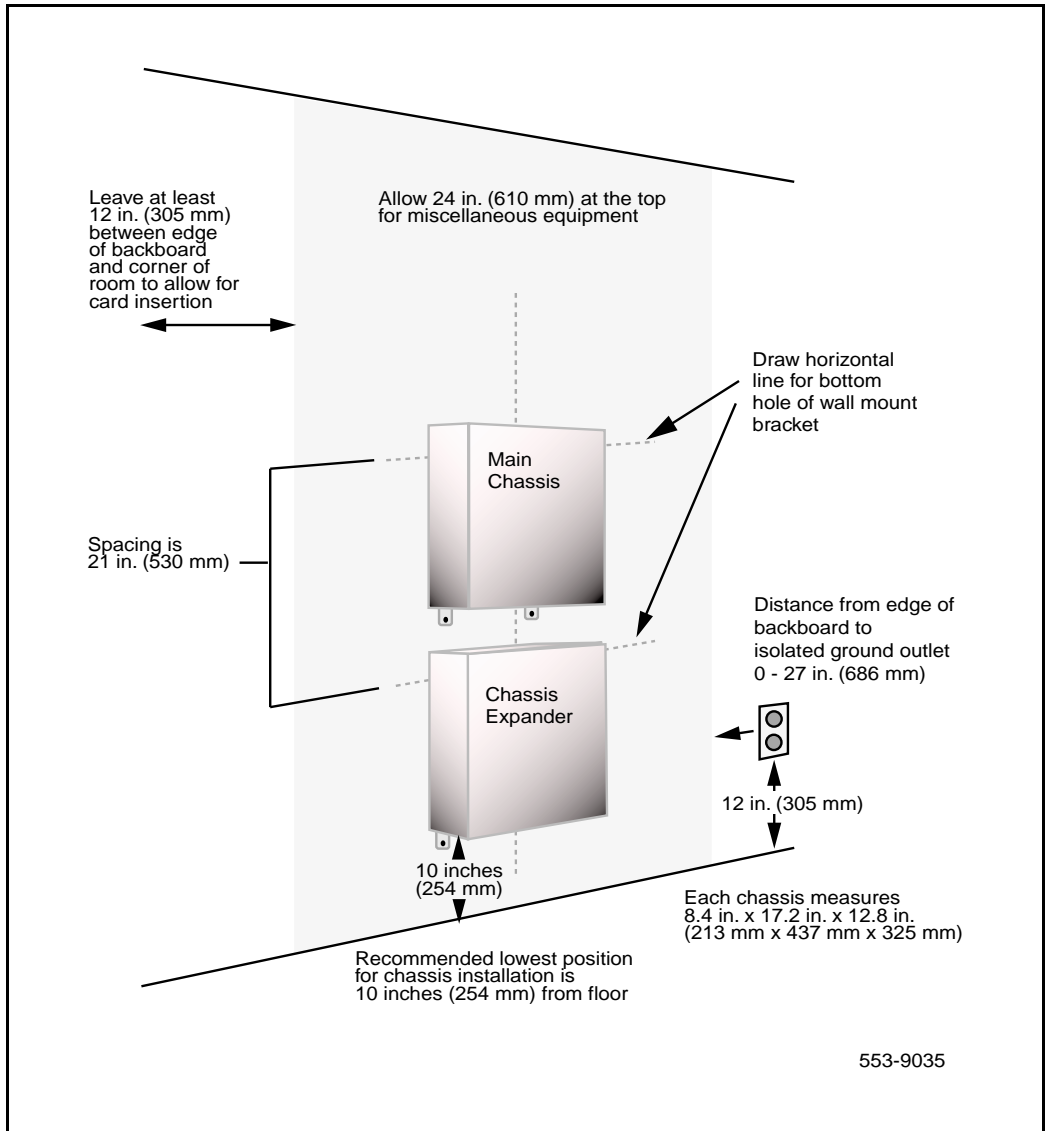 Leave at least
12 in. (305 mm)
between edge
of backboard
and corner of
room to allow for
card insertion
Allow 24 in. (610 mm) at the top
for miscellaneous equipment
Draw horizontal
line for bottom
hole of wall mount
bracket
Main
Chassis
Spacing is
21 in. (530 mm)
Distance from edge of
backboard to
isolated ground outlet
0 - 27 in. (686 mm)
Chassis
Expander
12 in. (305 mm)
10 inches
(254 mm)
Each chassis measures
8.4 in. x 17.2 in. x 12.8 in.
(213 mm x 437 mm x 325 mm)
Recommended lowest position
for chassis installation is
10 inches (254 mm) from floor
553-9035